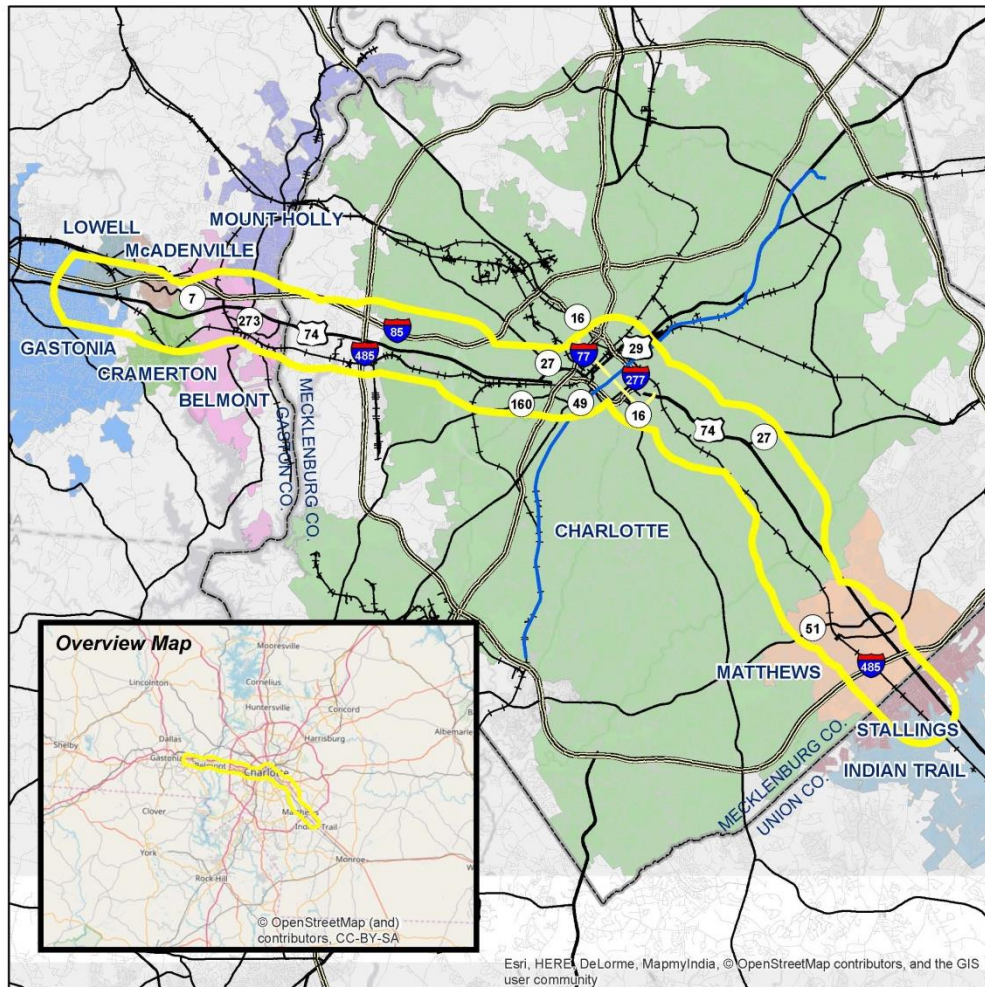 LOWELL
McADENVILLE
MOUNT HOLLY
7
273
74
85
485
GASTONIA
CRAMERTON
BELMONT
GASTON CO.
MECKLENBURG CO.
16
27
77
29
277
160
49
16
74
27
CHARLOTTE
51
MATTHEWS
485
STALLINGS
INDIAN TRAIL
MECKLENBURG CO.
UNION CO.
Overview Map
Mooresville
Lincolnton
Cornelius
Huntersville
Concord
Dallas
Harrisburg
Albemarle
Shelby
Gastonia
Belmont
Charlotte
Clover
Matthews
Indian Trail
York
Monroe
Rock Hill
© OpenStreetMap (and)
contributors, CC-BY-SA
Esri, HERE, DeLorme, MapmyIndia, © OpenStreetMap contributors, and the GIS
user community